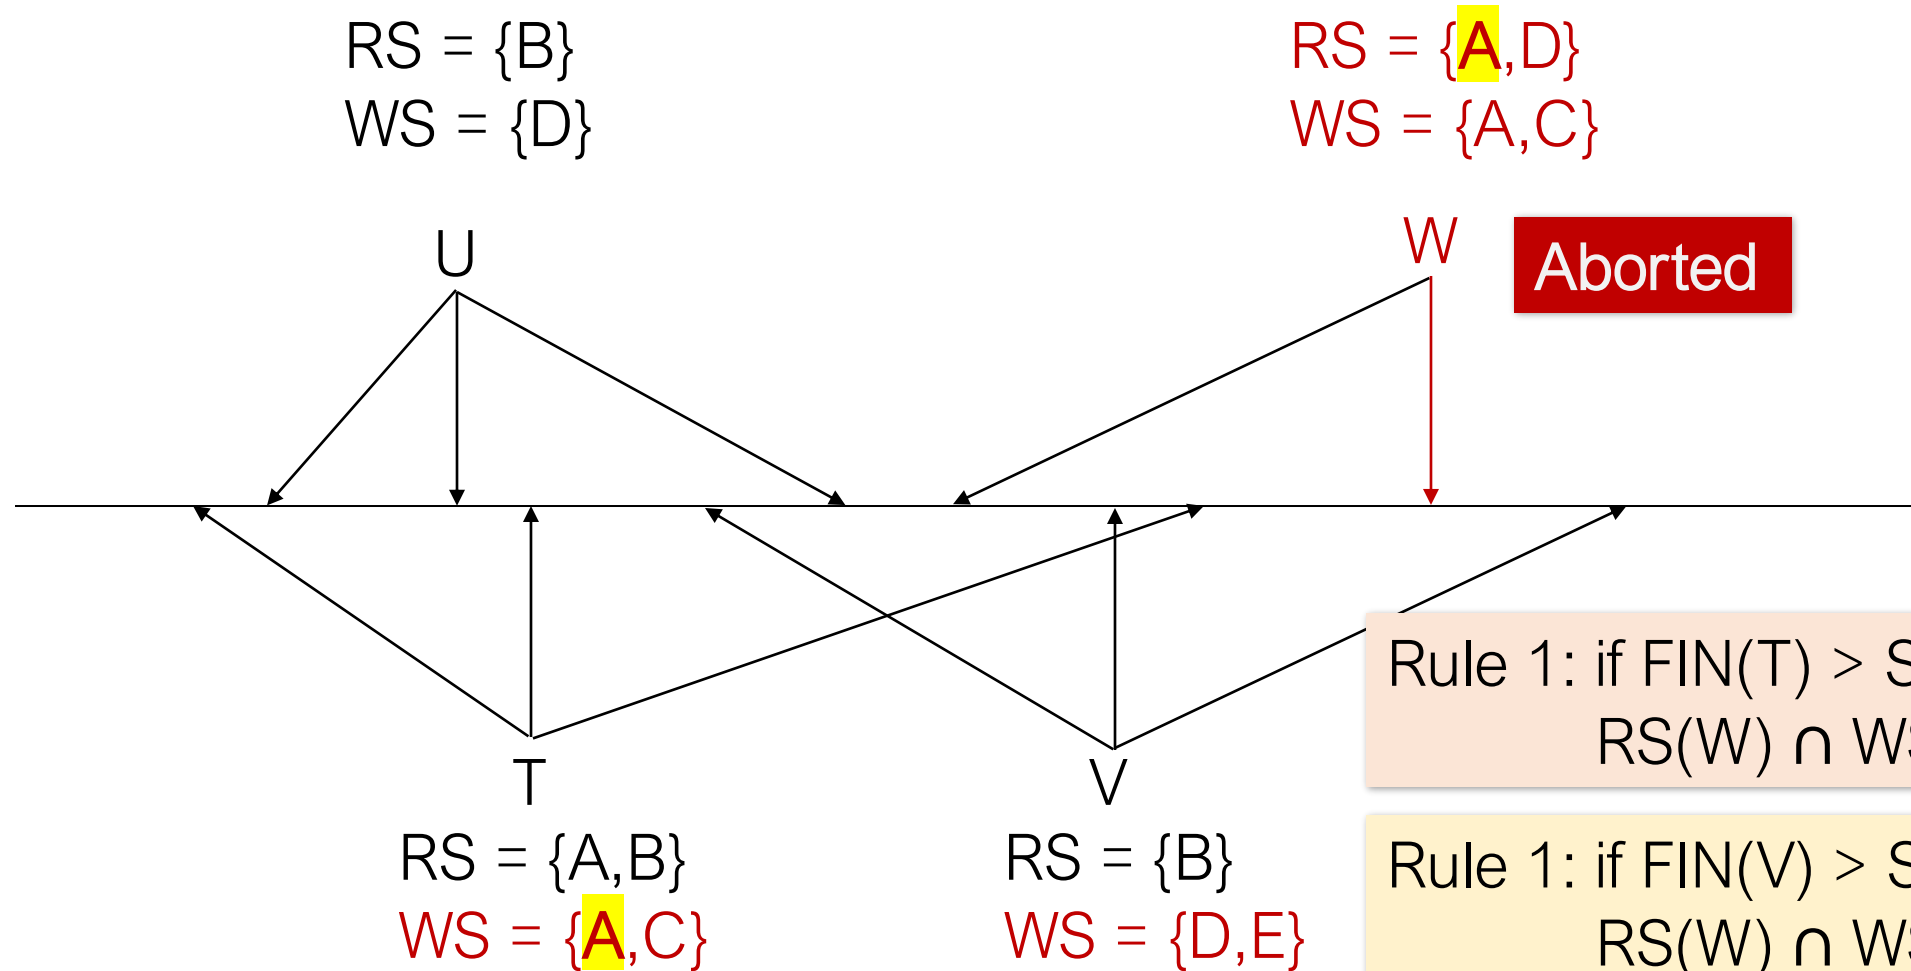 RS = {B}
WS = {D}
RS = {A,D}
WS = {A,C}
U
W
Aborted
T
RS = {A,B}
WS = {A,C}
V
RS = {B}
WS = {D,E}
Rule 1: if FIN(T) >
RS(W) ∩
Rule 1: if FIN(V) >
RS(W) ∩